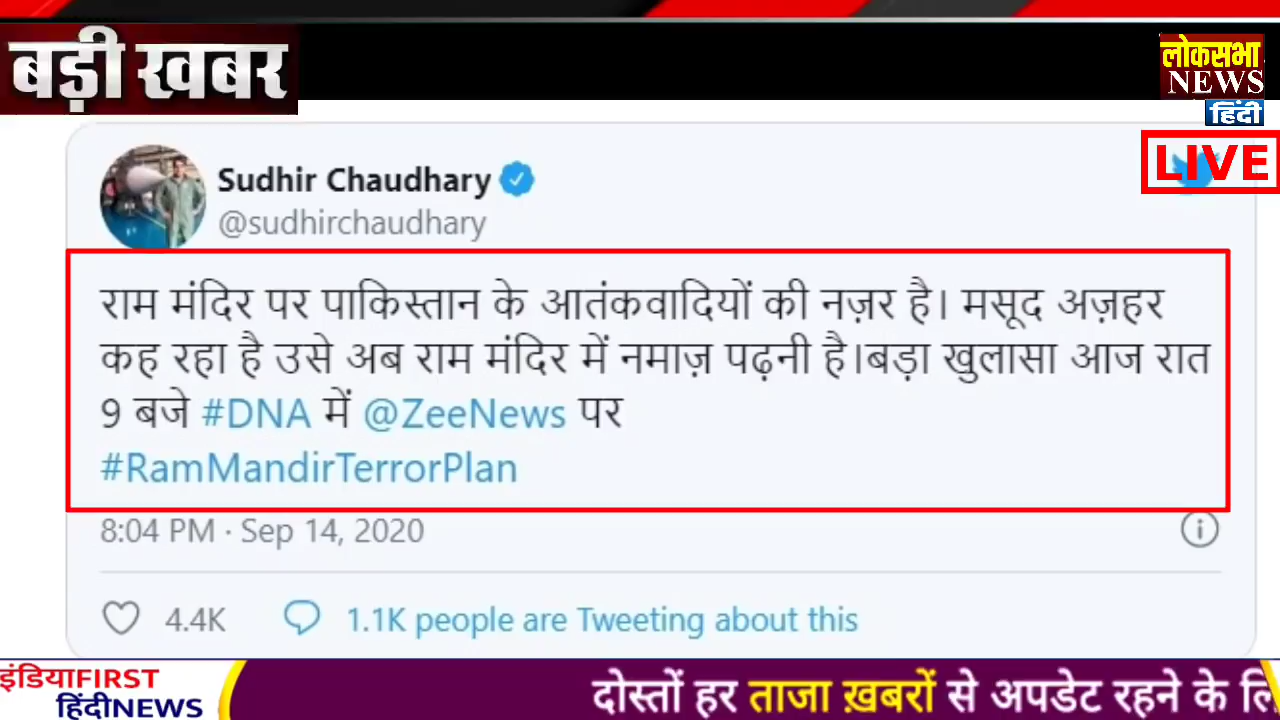 बड़ी ख़बर
लोकसभा
NEWS
हिंदी
LIVE
Sudhir Chaudhary
@sudhirchaudhary
राम मंदिर पर पाकिस्तान के आतंकवादियों की नज़र है। मसूद अज़हर
कह रहा है उसे अब राम मंदिर में नमाज़ पढ़नी है।बड़ा खुलासा आज रात
9 बजे #DNA में @ZeeNews पर
#RamMandirTerrorPlan
8:04 PM · Sep 14, 2020
4.4K
1.1K people are Tweeting about this
इंडियाFIRST
हिंदीNEWS
दोस्तों हर ताजा ख़बरों से अपडेट रहने के